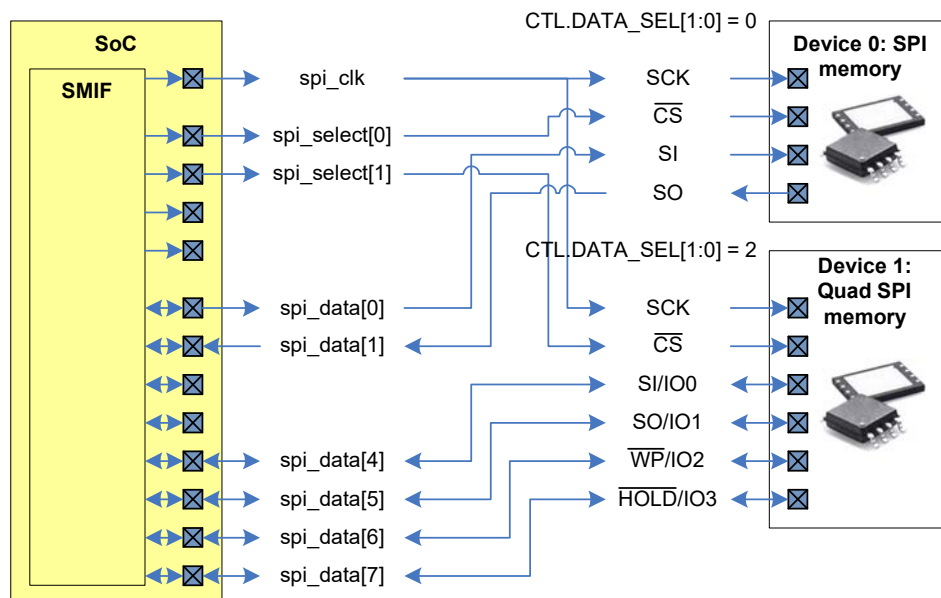 SoC
SMIF
spi_clk
spi_select[0]
spi_select[1]
spi_data[0]
spi_data[1]
spi_data[4]
spi_data[5]
spi_data[6]
spi_data[7]
CTL.DATA_SEL[1:0] = 0
SCK
CS
SI
SO
Device 0: SPI
memory
CTL.DATA_SEL[1:0] = 2
SCK
CS
SI/IO0
SO/IO1
WP/IO2
HOLD/IO3
Device 1:
Quad SPI
memory